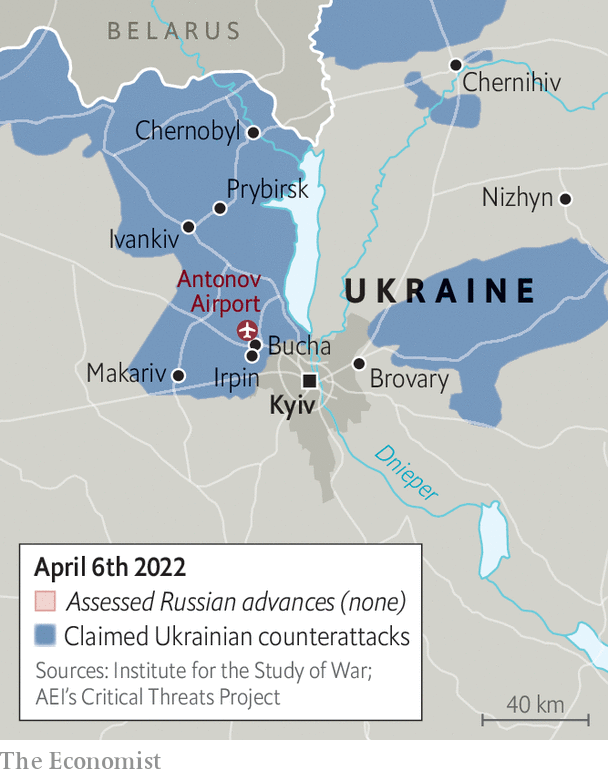 BELARUS
Chernihiv
Chernobyl
Prybirsk
Nizhyn
Ivankiv
Antonov
Airport
UKRAINE
Bucha
Makariv
Irpin
Brovary
Kyiv
Dnieper
April 6th 2022
Assessed Russian advances (none)
Claimed Ukrainian counterattacks
Sources: Institute for the Study of War;
AEI’s Critical Threats Project
40 km
The Economist